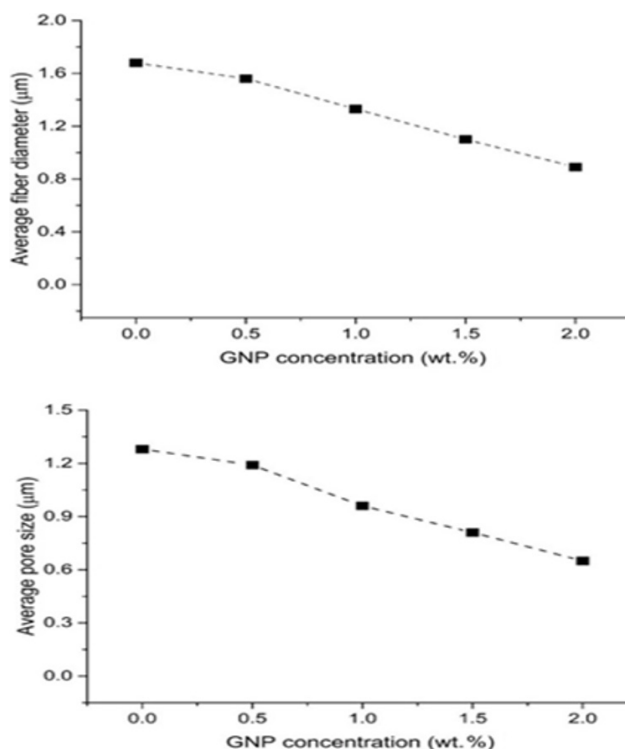 2.0
1.6
1.2
0.8
0.4
0.0
Average fiber diameter (μm)
0.0 0.5 1.0 1.5 2.0
GNP concentration (wt.%)
1.5
1.2
0.9
0.6
0.3
0.0
Average pore size (μm)
0.0 0.5 1.0 1.5 2.0
GNP concentration (wt.%)